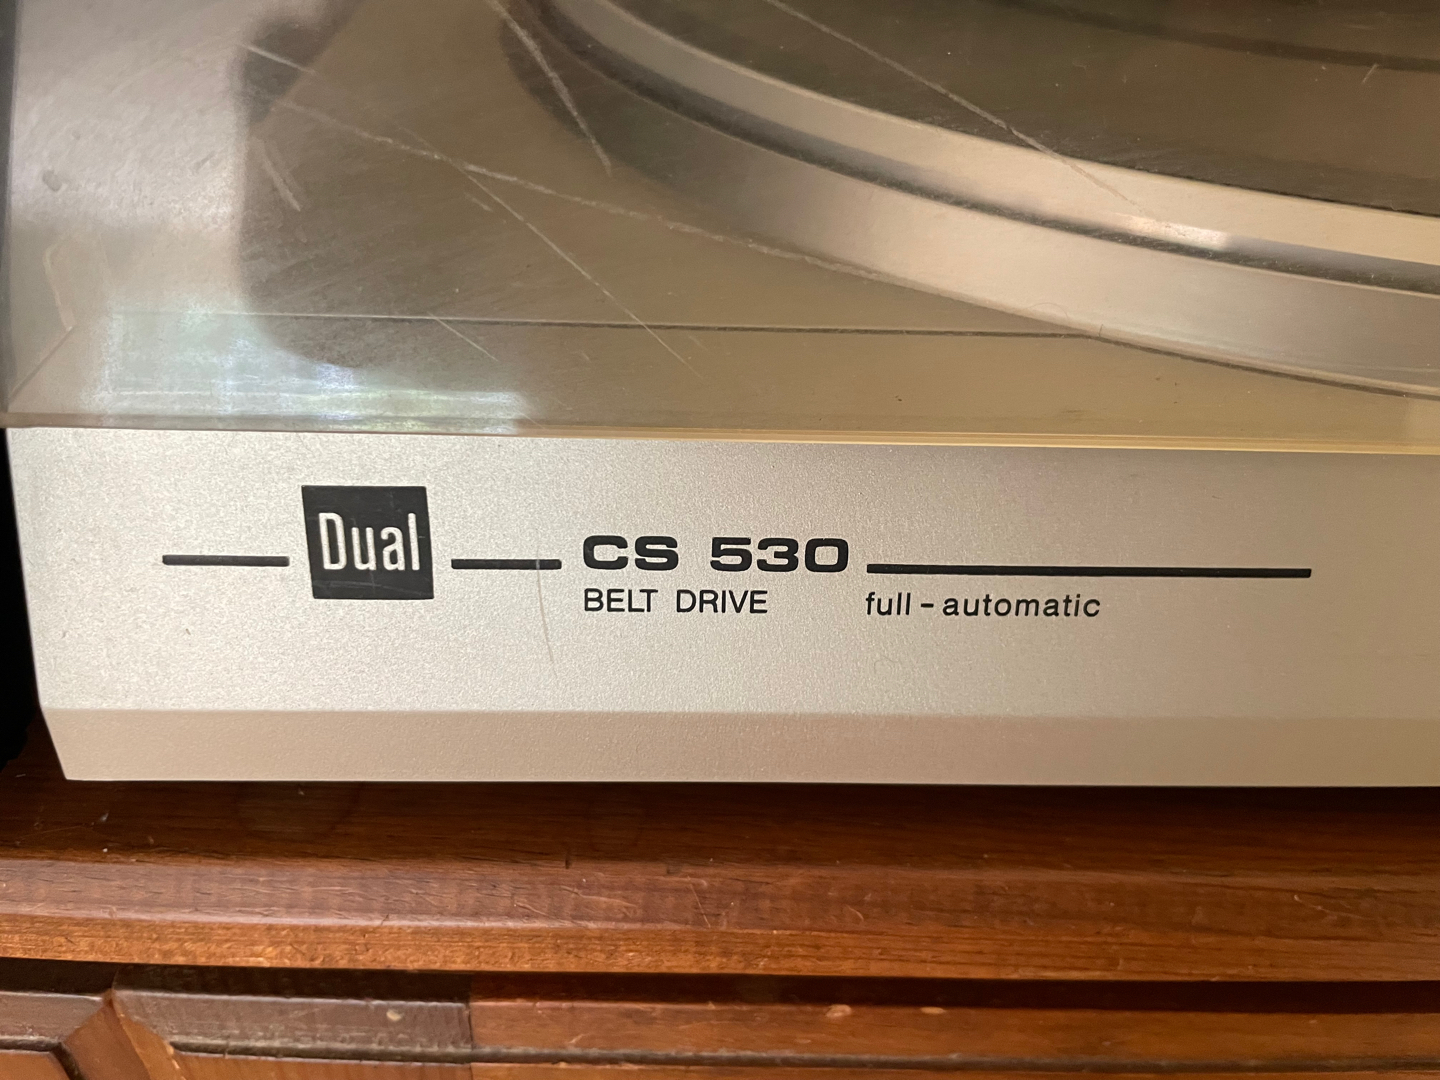 Dual CS 530
BELT DRIVE full - automatic